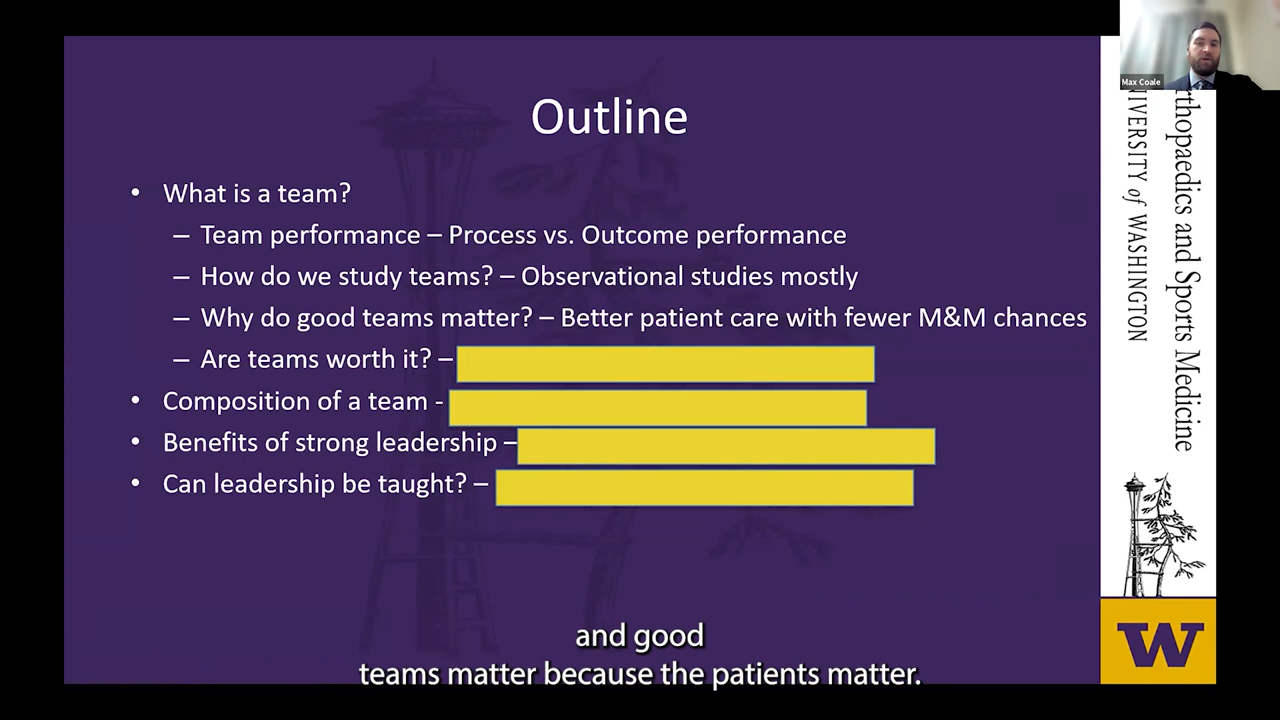 Max Coale
Outline
• What is a team?
– Team performance – Process vs. Outcome performance
– How do we study teams? – Observational studies mostly
– Why do good teams matter? – Better patient care with fewer M&M chances
– Are teams worth it? –
• Composition of a team -
• Benefits of strong leadership –
• Can leadership be taught? –
and good
teams matter because the patients matter.
and Sports Medicine
of WASHINGTON
W